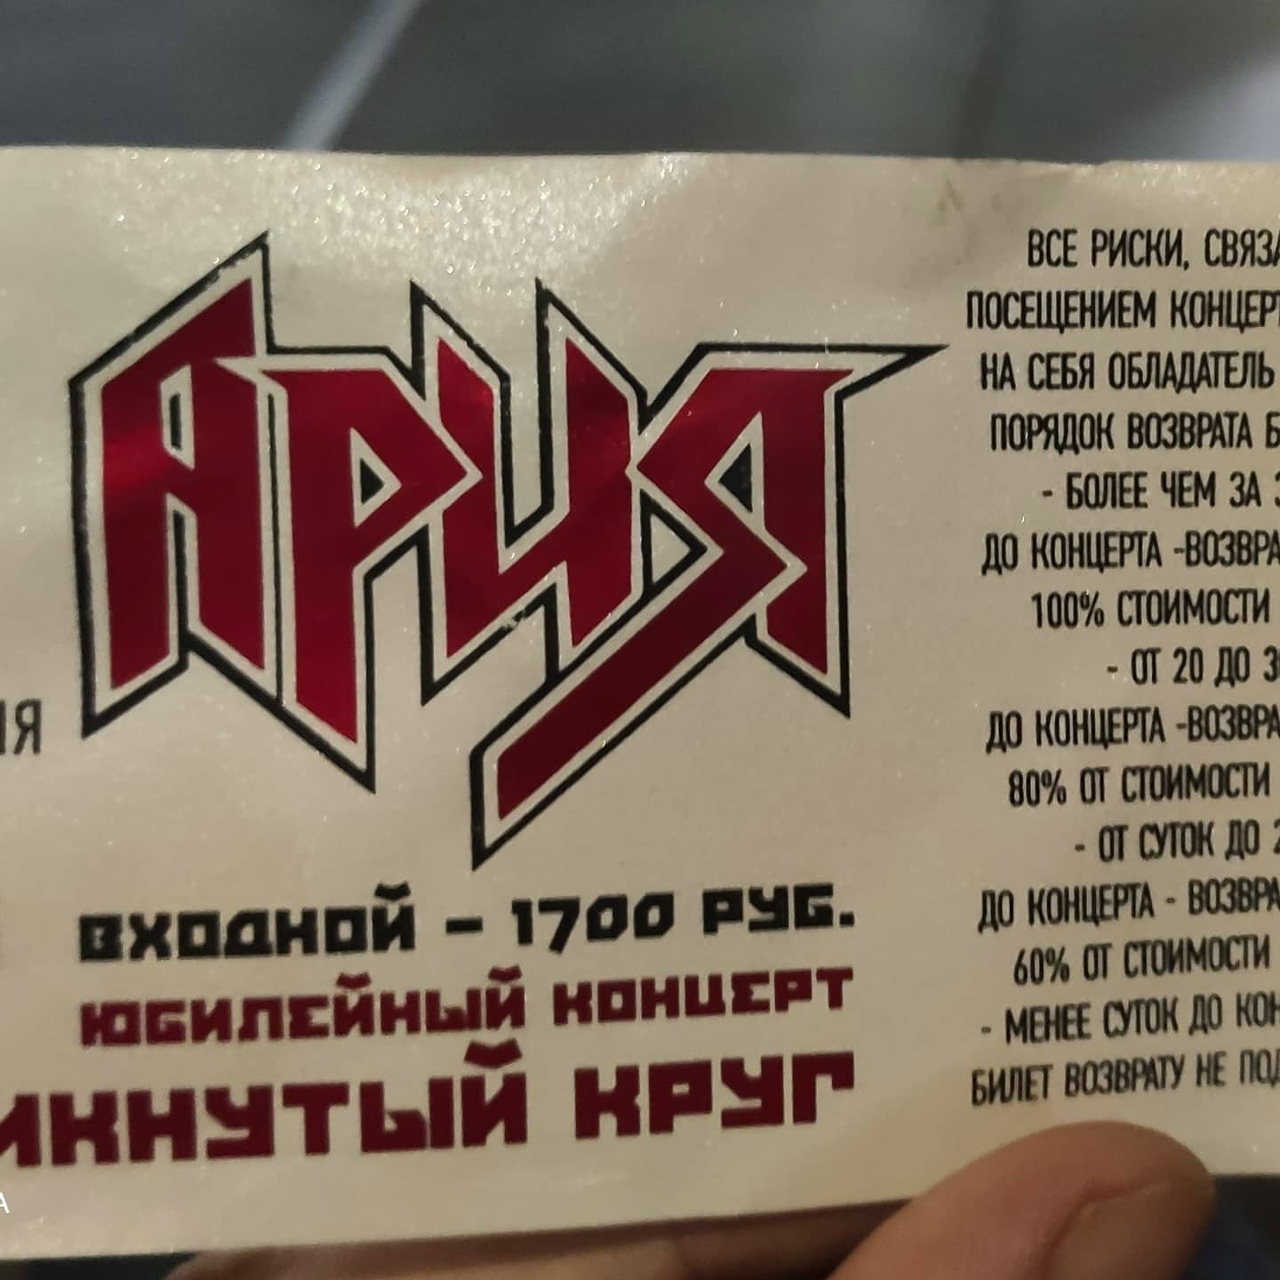 АРИЯ
ВХОДНОЙ - 1700 РУБ.
ЮБИЛЕЙНЫЙ КОНЦЕРТ
КРУГ
ВСЕ РИСКИ,
ПОСЕЩЕНИЕМ
НА СЕБЯ ОБЛАДАТЕЛЬ
ПОРЯДОК ВОЗВРАТА
- БОЛЕЕ ЧЕМ ЗА
ДО КОНЦЕРТА
100% СТОИМОСТИ
- ОТ 20 ДО
ДО КОНЦЕРТА
80% ОТ СТОИМОСТИ
- ОТ СУТОК ДО
ДО КОНЦЕРТА -
60% ОТ СТОИМОСТИ
- МЕНЕЕ СУТОК ДО
БИЛЕТ ВОЗВРАТУ НЕ